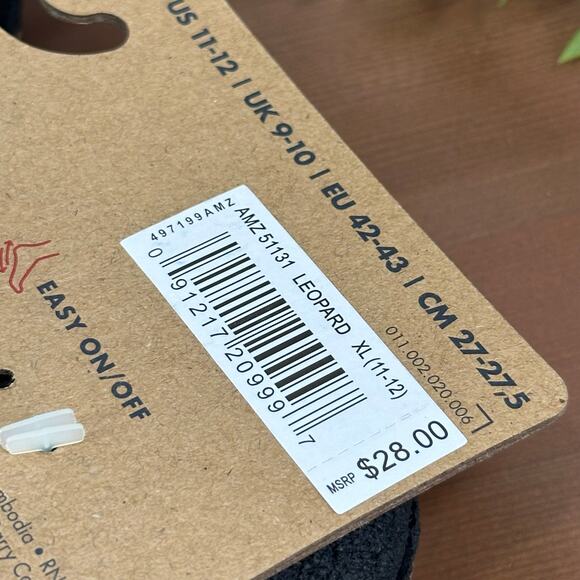 US 11-12 | UK 9-10 | EU 42-43 | CM 27-27,5
497199AMZ
AMZ51131 LEOPARD XL(11-12)
0 91217 20999 7
MSRP $28.00
011.002.020.006
EASY ON/OFF